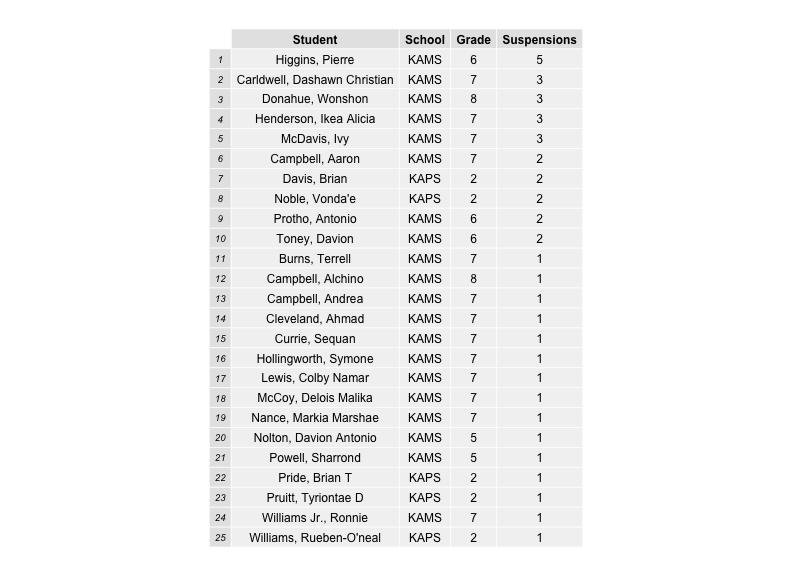 Student School Grade Suspensions
1 Higgins, Pierre KAMS 6 5
2 Carldwell, Dashawn Christian KAMS 7 3
3 Donahue, Wonshon KAMS 8 3
4 Henderson, Ikea Alicia KAMS 7 3
5 McDavis, Ivy KAMS 7 3
6 Campbell, Aaron KAMS 7 2
7 Davis, Brian KAPS 2 2
8 Noble, Vonda'e KAPS 2 2
9 Protho, Antonio KAMS 6 2
10 Toney, Davion KAMS 6 2
11 Burns, Terrell KAMS 7 1
12 Campbell, Alchino KAMS 8 1
13 Campbell, Andrea KAMS 7 1
14 Cleveland, Ahmad KAMS 7 1
15 Currie, Sequan KAMS 7 1
16 Hollingworth, Symone KAMS 7 1
17 Lewis, Colby Namar KAMS 7 1
18 McCoy, Delois Malika KAMS 7 1
19 Nance, Markia Marshae KAMS 7 1
20 Nolton, Davion Antonio KAMS 5 1
21 Powell, Sharrond KAMS 5 1
22 Pride, Brian T KAPS 2 1
23 Pruitt, Tyriontae D KAPS 2 1
24 Williams Jr., Ronnie KAMS 7 1
25 Williams, Rueben-O'neal KAPS 2 1